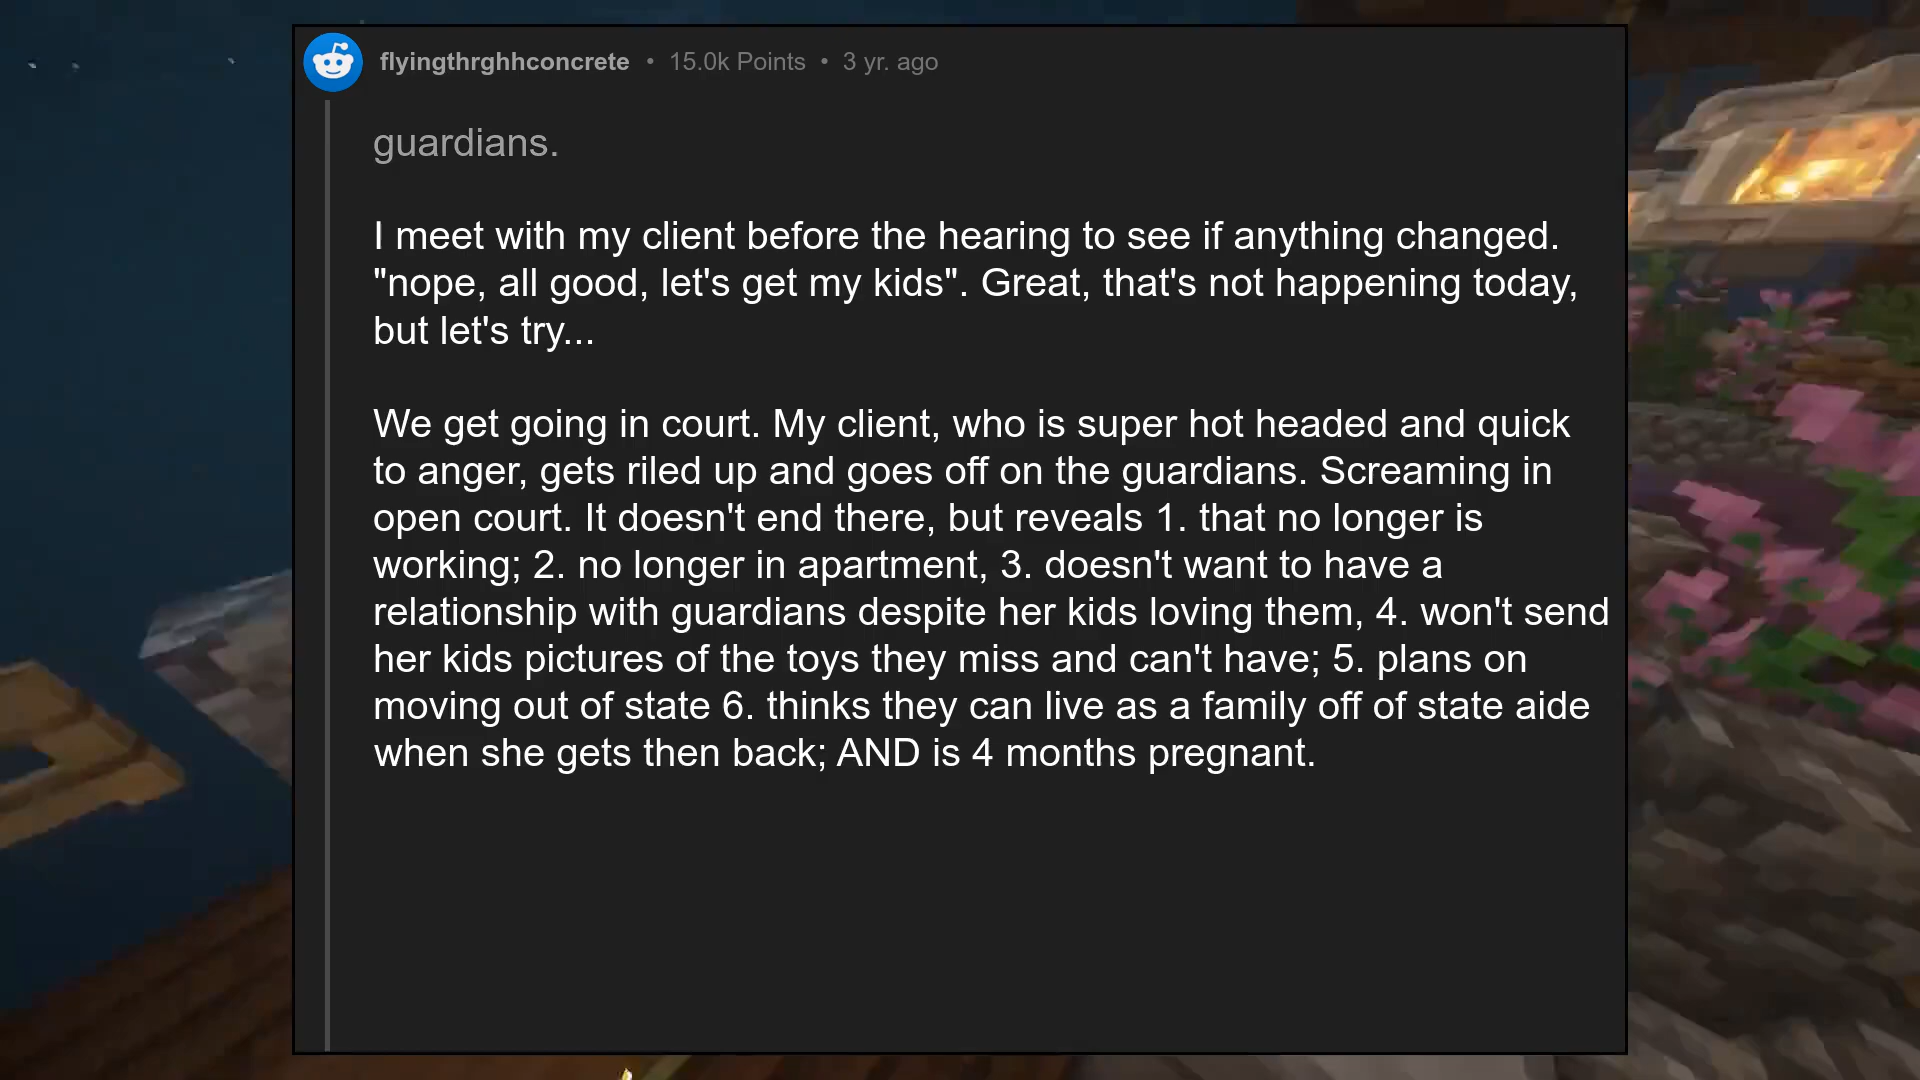 flyingthrghhconcrete • 15.0k Points • 3 yr. ago
guardians.
I meet with my client before the hearing to see if anything changed.
"nope, all good, let's get my kids". Great, that's not happening today,
but let's try...
We get going in court. My client, who is super hot headed and quick
to anger, gets riled up and goes off on the guardians. Screaming in
open court. It doesn't end there, but reveals 1. that no longer is
working; 2. no longer in apartment, 3. doesn't want to have a
relationship with guardians despite her kids loving them, 4. won't send
her kids pictures of the toys they miss and can't have; 5. plans on
moving out of state 6. thinks they can live as a family off of state aide
when she gets then back; AND is 4 months pregnant.